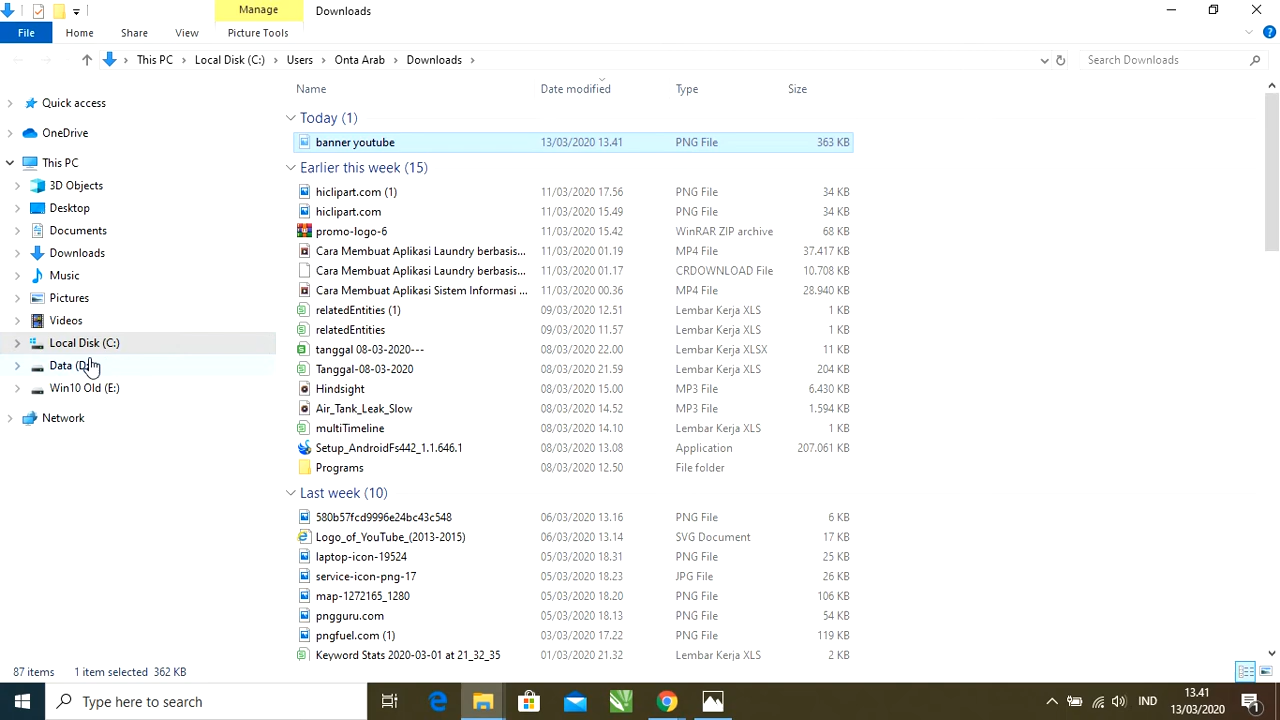 Manage
Downloads
File
Home
Share
View
Picture Tools
This PC
Local Disk (C:)
Users
Onta Arab
Downloads
Search Downloads
Name
Date modified
Type
Size
Quick access
OneDrive
This PC
3D Objects
Desktop
Documents
Downloads
Music
Pictures
Videos
Local Disk (C:)
Data
Win10 Old (E:)
Network
Today (1)
banner youtube 13/03/2020 13.41 PNG File 363 KB
Earlier this week (15)
hiclipart.com (1) 11/03/2020 17.56 PNG File 34 KB
hiclipart.com 11/03/2020 15.49 PNG File 34 KB
promo-logo-6 11/03/2020 15.42 WinRAR ZIP archive 68 KB
Cara Membuat Aplikasi Laundry berbasis... 11/03/2020 01.19 MP4 File 37.417 KB
Cara Membuat Aplikasi Laundry berbasis... 11/03/2020 01.17 CRDOWNLOAD File 10.708 KB
Cara Membuat Aplikasi Sistem Informasi ... 11/03/2020 00.36 MP4 File 28.940 KB
relatedEntities (1) 09/03/2020 12.51 Lembar Kerja XLS 1 KB
relatedEntities 09/03/2020 11.57 Lembar Kerja XLS 1 KB
tanggal 08-03-2020--- 08/03/2020 22.00 Lembar Kerja XLSX 11 KB
Tanggal-08-03-2020 08/03/2020 21.59 Lembar Kerja XLS 9 KB
Hindsight 08/03/2020 15.00 MP3 File 6.430 KB
Air_Tank_Leak_Slow 08/03/2020 14.52 MP3 File 1.594 KB
multiTimeline 08/03/2020 14.10 Lembar Kerja XLS 1 KB
Setup_AndroidFs442_1.1.646.1 08/03/2020 13.08 Application 207.061 KB
Programs 08/03/2020 12.50 File folder
Last week (10)
580b57fcd9996e24bc43c548 06/03/2020 13.16 PNG File 6 KB
Logo_of_YouTube_(2013-2015) 06/03/2020 13.14 SVG Document 17 KB
laptop-icon-19524 05/03/2020 18.31 PNG File 25 KB
service-icon-png-17 05/03/2020 18.23 JPG File 26 KB
map-1272165_1280 05/03/2020 18.20 PNG File 106 KB
pngguru.com 05/03/2020 18.13 PNG File 54 KB
pngfuel.com (1) 03/03/2020 17.22 PNG File 119 KB
Keyword Stats 2020-03-01 at 21_32_35 01/03/2020 21.32 Lembar Kerja XLS 2 KB
87 items 1 item selected 362 KB
Type here to search
IND
13.41
13/03/2020
1